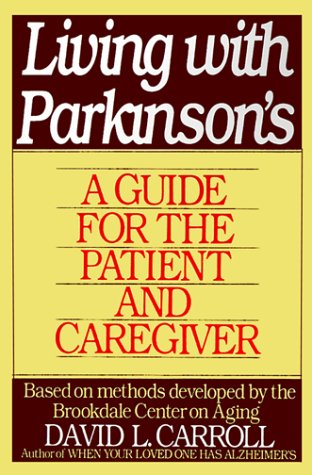 Living with
Parkinson's
A GUIDE
FOR THE
PATIENT
AND
CAREGIVER
Based on methods developed by the
Brookdale Center on Aging
DAVID L. CARROLL
Author of WHEN YOUR LOVED ONE HAS ALZHEIMER'S